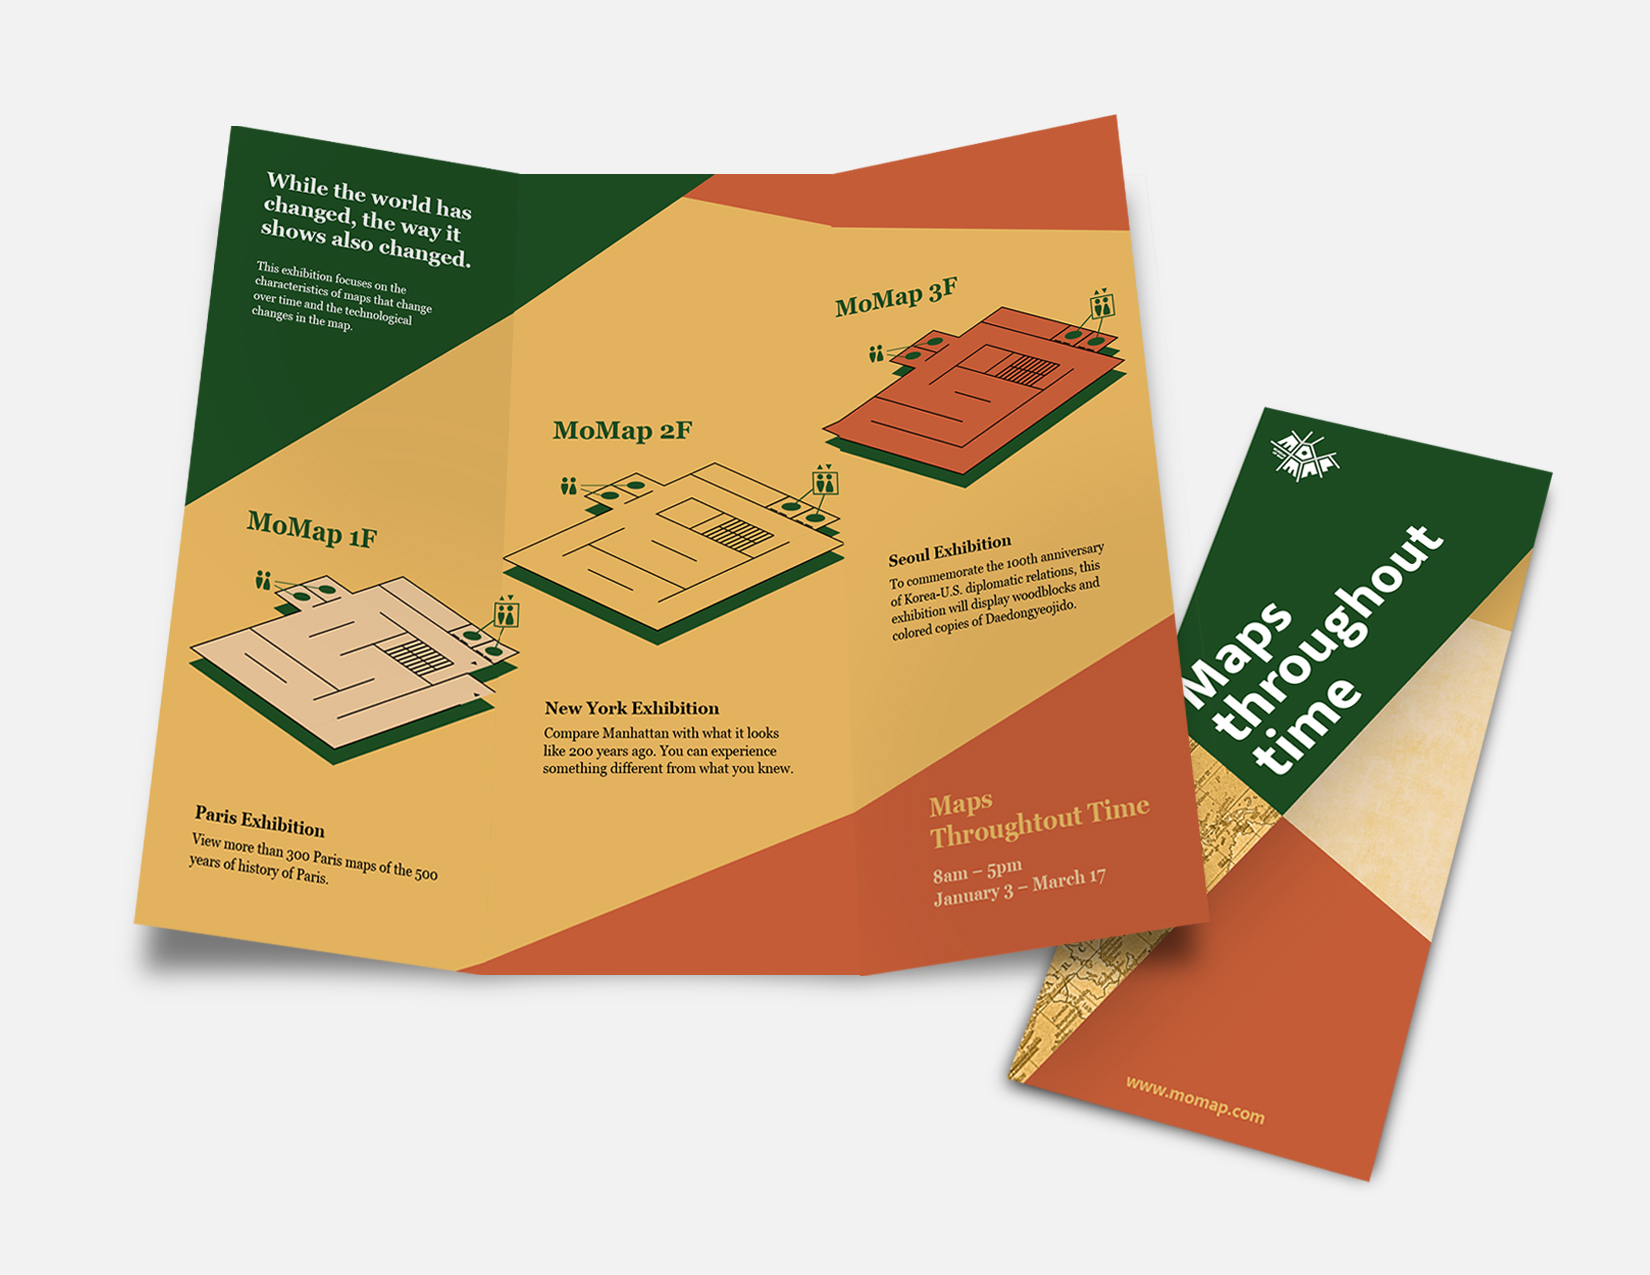 While the world has
changed, the way it
shows also changed.
This exhibition focuses on the
characteristics of maps that change
over time and the technological
changes in the map.
MoMap 1F
Paris Exhibition
View more than 300 Paris maps of the 500
years of history of Paris.
MoMap 2F
New York Exhibition
Compare Manhattan with what it looks
like 200 years ago. You can experience
something different from what you knew.
MoMap 3F
Seoul Exhibition
To commemorate the 100th anniversary
of Korea-U.S. diplomatic relations, this
exhibition will display woodblocks and
colored copies of Daedongyeojido.
Maps
Throughtout Time
8am – 5pm
January 3 – March 17
MOMAP
Maps
throughout
time
www.momap.com